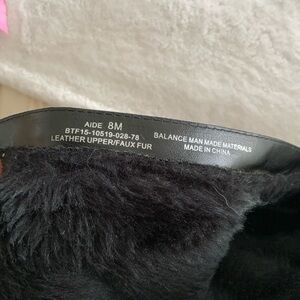 AIDE 8M
BTF15-10519-028-78
LEATHER UPPER/FAUX FUR
BALANCE MAN MADE MATERIALS
MADE IN CHINA